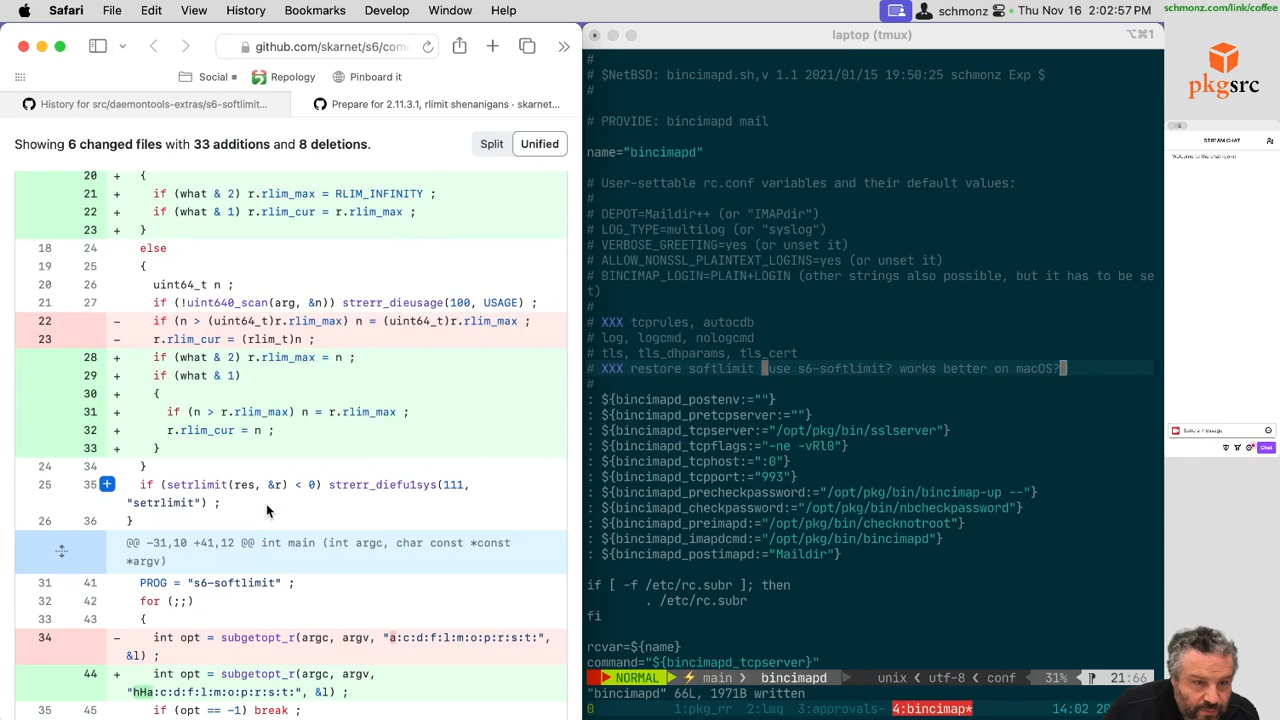 Safari File Edit View History Bookmarks Develop Window Help
schmonz Thu Nov 16 2:02:57 PM
schmonz.com/link/coffee
github.com/skarnet/s6/com
Social
Repology
Pinboard it
History for src/daemontools-extras/s6-softlimit...
Prepare for 2.11.3.1, rlimit shenanigans · skarnet...
Showing 6 changed files with 33 additions and 8 deletions.
Split Unified
20 + {
21 + if (what & 2) r.rlim_max = RLIM_INFINITY ;
22 + if (what & 1) r.rlim_cur = r.rlim_max ;
23 + }
18 24 else
19 25 {
20 26 uint64_t n ;
21 27 if (!uint640_scan(arg, &n)) strerr_dieusage(100, USAGE) ;
22 - if (n > (uint64_t)r.rlim_max) n = (uint64_t)r.rlim_max ;
23 - r.rlim_cur = (rlim_t)n ;
28 + if (what & 2) r.rlim_max = n ;
29 + if (what & 1)
30 + {
31 + if (n > r.rlim_max) n = r.rlim_max ;
32 + r.rlim_cur = n ;
33 + }
24 34 }
25 35 + if (setrlimit(res, &r) < 0) strerr_diefu1sys(111,
"setrlimit") ;
26 36 }
@@ -31,10 +41,12 @@ int main (int argc, char const *const
*argv)
31 41 PROG = "s6-softlimit" ;
32 42 for (;;)
33 43 {
34 - int opt = subgetopt_r(argc, argv, "a:c:d:f:l:m:o:p:r:s:t:",
&l) ;
44 + int opt = subgetopt_r(argc, argv,
"hHa:c:d:f:l:m:o:p:r:s:t:", &l) ;
35 45 if (opt == -1) break ;
laptop (tmux)
⌥⌘1
#
# $NetBSD: bincimapd.sh,v 1.1 2021/01/15 19:50:25 schmonz Exp $
#
# PROVIDE: bincimapd mail
name="bincimapd"
# User-settable rc.conf variables and their default values:
#
# DEPOT=Maildir++ (or "IMAPdir")
# LOG_TYPE=multilog (or "syslog")
# VERBOSE_GREETING=yes (or unset it)
# ALLOW_NONSSL_PLAINTEXT_LOGINS=yes (or unset it)
# BINCIMAP_LOGIN=PLAIN+LOGIN (other strings also possible, but it has to be se
t)
#
# XXX tcprules, autocdb
# log, logcmd, nologcmd
# tls, tls_dhparams, tls_cert
# XXX restore softlimit (use s6-softlimit? works better on macOS?)
#
: ${bincimapd_postenv:=""}
: ${bincimapd_pretcpserver:=""}
: ${bincimapd_tcpserver:="/opt/pkg/bin/sslserver"}
: ${bincimapd_tcpflags:="-ne -vRl0"}
: ${bincimapd_tcphost:=":0"}
: ${bincimapd_tcpport:="993"}
: ${bincimapd_precheckpassword:="/opt/pkg/bin/bincimap-up --"}
: ${bincimapd_checkpassword:="/opt/pkg/bin/nbcheckpassword"}
: ${bincimapd_preimapd:="/opt/pkg/bin/checknotroot"}
: ${bincimapd_imapdcmd:="/opt/pkg/bin/bincimapd"}
: ${bincimapd_postimapd:="Maildir"}
if [ -f /etc/rc.subr ]; then
. /etc/rc.subr
fi
rcvar=${name}
command="${bincimapd_tcpserver}"
NORMAL main bincimapd unix utf-8 conf 31% 21:66
"bincimapd" 66L, 1971B written
0 1:pkg_rr 2:lwq 3:approvals- 4:bincimap* 14:02 20
pkgsrc
STREAM CHAT
Welcome to the chat room!
Send a message
Chat